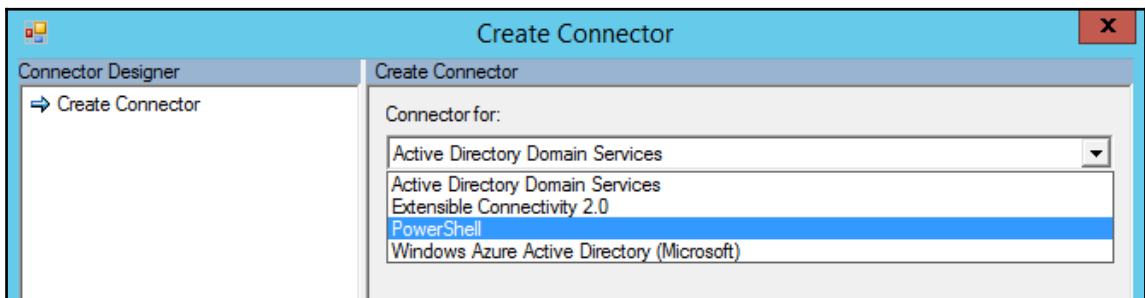 Create Connector
X
Connector Designer
Create Connector
Create Connector
Connector for:
Active Directory Domain Services
Active Directory Domain Services
Extensible Connectivity 2.0
PowerShell
Windows Azure Active Directory (Microsoft)